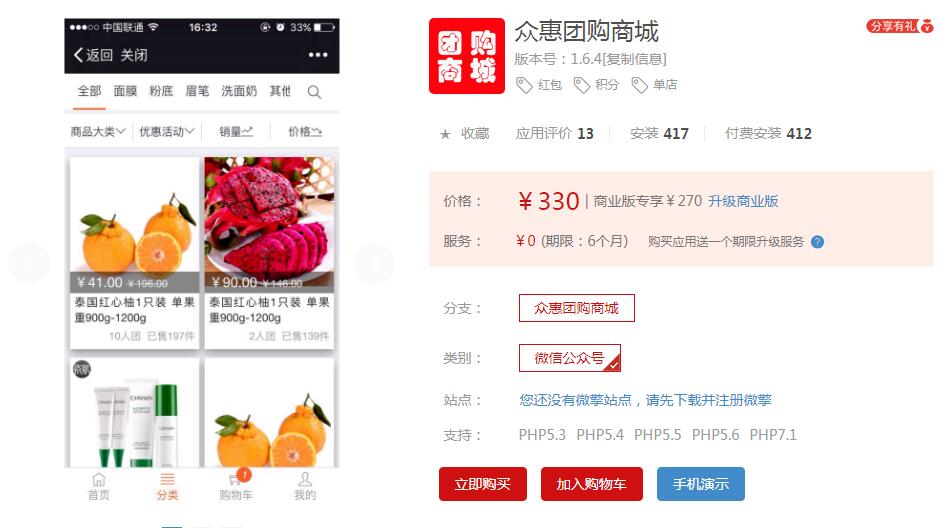 中国联通 16:32 33%
返回 关闭
全部 面膜 粉底 眉笔 洗面奶 其他
商品大类 优惠活动 销量 价格
￥41.00 ￥196.00
泰国红心柚1只装 单果重900g-1200g
10人团 已售197件
￥90.00 ￥146.00
泰国红心柚1只装 单果重900g-1200g
2人团 已售139件
首页 分类 购物车 1 我的
团购商城
众惠团购商城
分享有礼
版本号：1.6.4[复制信息]
红包 积分 单店
收藏 应用评价 13 安装 417 付费安装 412
价格： ￥330 | 商业版专享￥270 升级商业版
服务： ￥0 (期限：6个月) 购买应用送一个期限升级服务 ?
分支： 众惠团购商城
类别： 微信公众号
站点： 您还没有微擎站点，请先下载并注册微擎
支持： PHP5.3 PHP5.4 PHP5.5 PHP5.6 PHP7.1
立即购买 加入购物车 手机演示